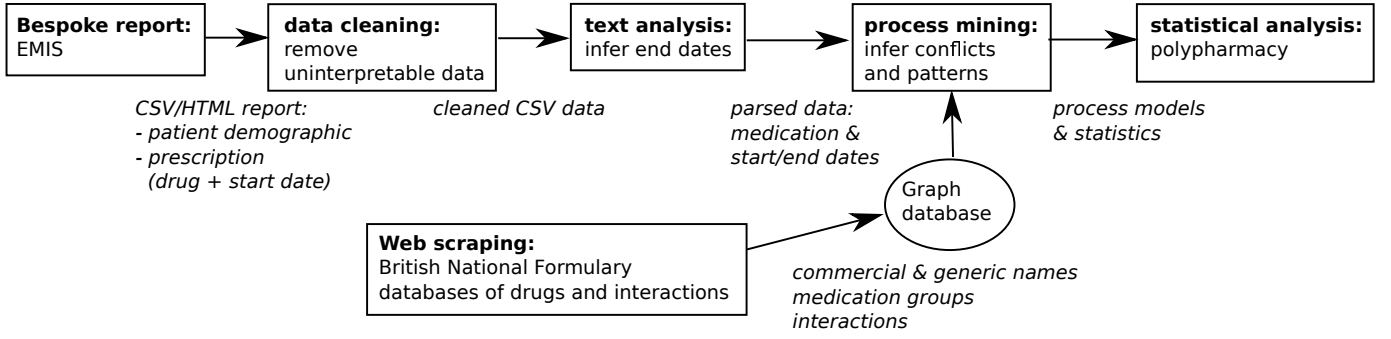 Bespoke report:
EMIS
data cleaning:
remove
uninterpretable data
text analysis:
infer end dates
process mining:
infer conflicts
and patterns
statistical analysis:
polypharmacy
CSV/HTML report:
- patient demographic
- prescription
(drug + start date)
cleaned CSV data
parsed data:
medication &
start/end dates
process models
& statistics
Graph
database
Web scraping:
British National Formulary
databases of drugs and interactions
commercial & generic names
medication groups
interactions